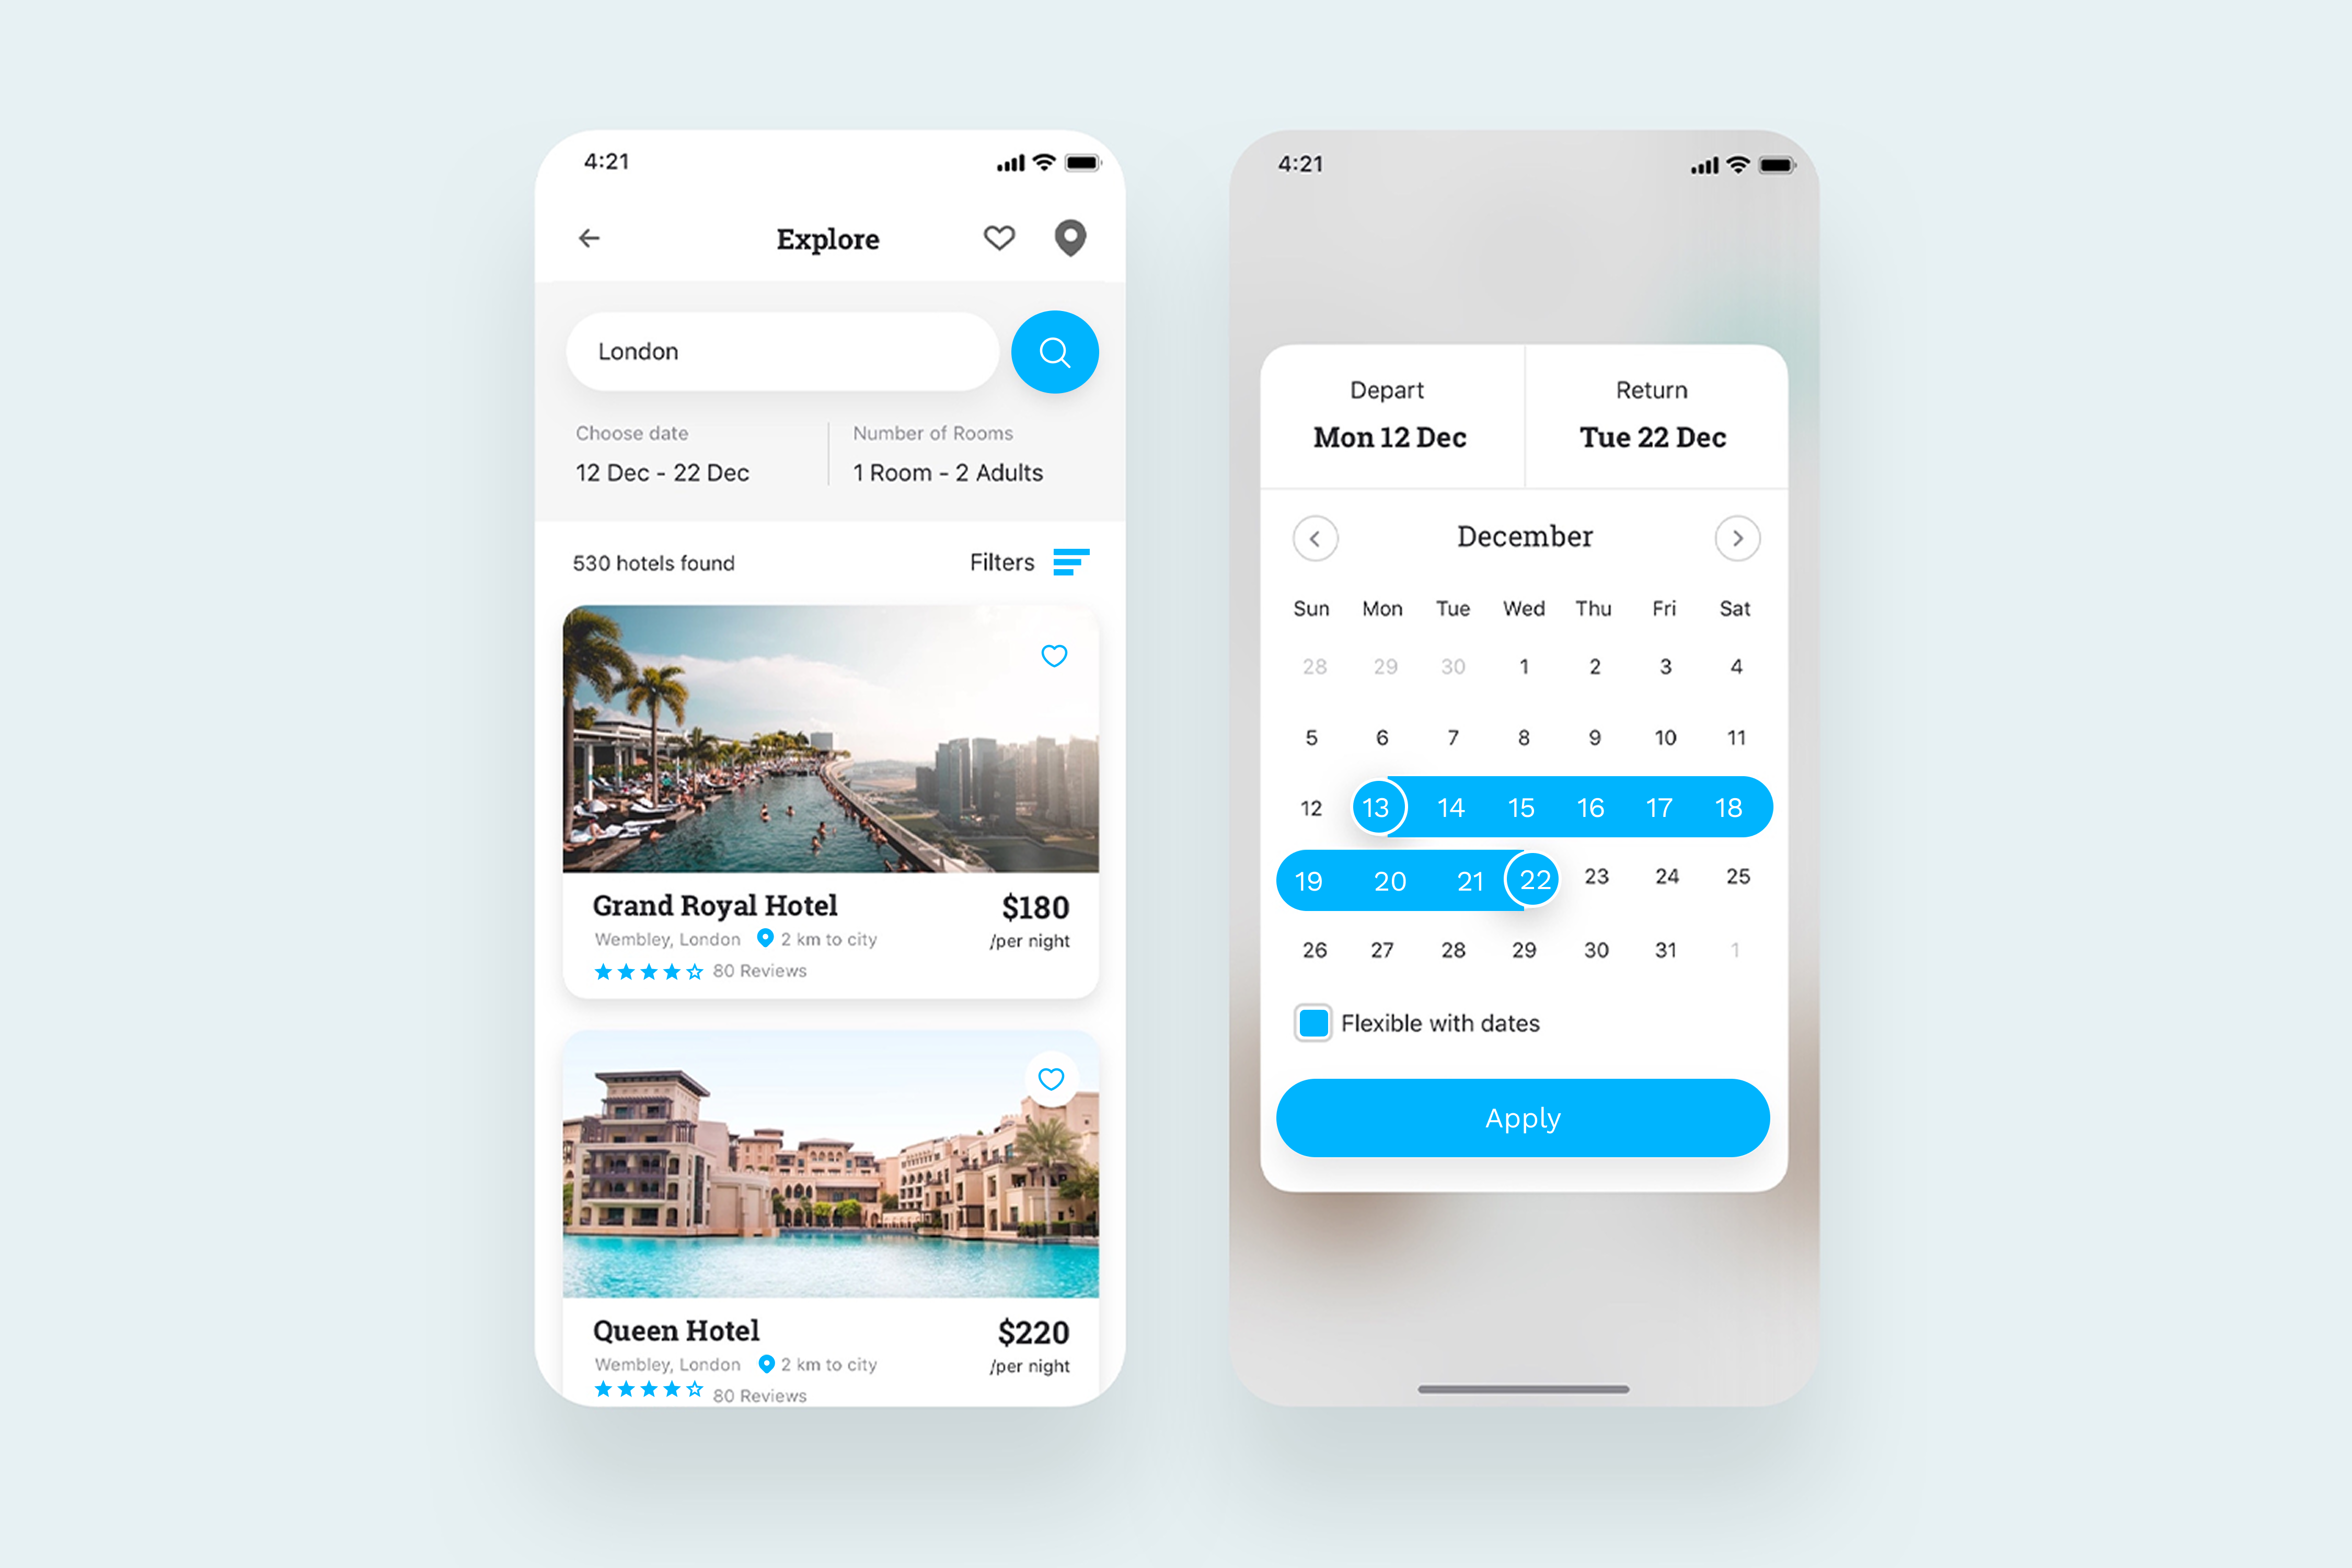 4:21
Explore
London
Choose date
Number of Rooms
12 Dec - 22 Dec
1 Room - 2 Adults
530 hotels found
Filters
Grand Royal Hotel
$180
Wembley, London
2 km to city
/per night
80 Reviews
Queen Hotel
$220
Wembley, London
2 km to city
/per night
80 Reviews
4:21
Depart
Return
Mon 12 Dec
Tue 22 Dec
December
Sun Mon Tue Wed Thu Fri Sat
28 29 30 1 2 3 4
5 6 7 8 9 10 11
12 13 14 15 16 17 18
19 20 21 22 23 24 25
26 27 28 29 30 31 1
Flexible with dates
Apply